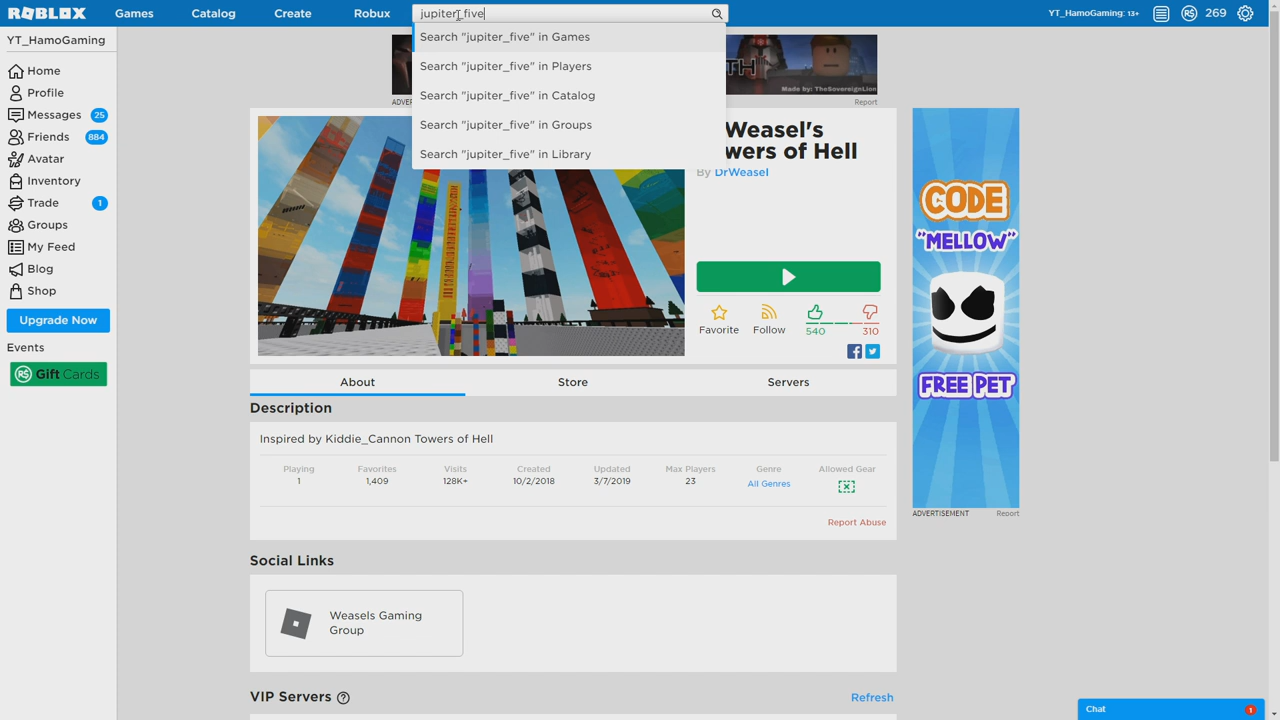 ROBLOX
Games
Catalog
Create
Robux
jupiter_five
YT_HamoGaming: 13+
269
Search "jupiter_five" in Games
Search "jupiter_five" in Players
Search "jupiter_five" in Catalog
Search "jupiter_five" in Groups
Search "jupiter_five" in Library
YT_HamoGaming
Home
Profile
Messages 25
Friends 884
Avatar
Inventory
Trade 1
Groups
My Feed
Blog
Shop
Upgrade Now
Events
Gift Cards
TH
Made by: TheSovereignLion
ADVER
Report
Weasel's
wers of Hell
By DrWeasel
Favorite
Follow
540
310
About
Store
Servers
Description
Inspired by Kiddie_Cannon Towers of Hell
Playing
Favorites
Visits
Created
Updated
Max Players
Genre
Allowed Gear
1
1,409
128K+
10/2/2018
3/7/2019
23
All Genres
Report Abuse
CODE
"MELLOW"
FREE PET
ADVERTISEMENT
Report
Social Links
Weasels Gaming
Group
VIP Servers ?
Refresh
Chat
1